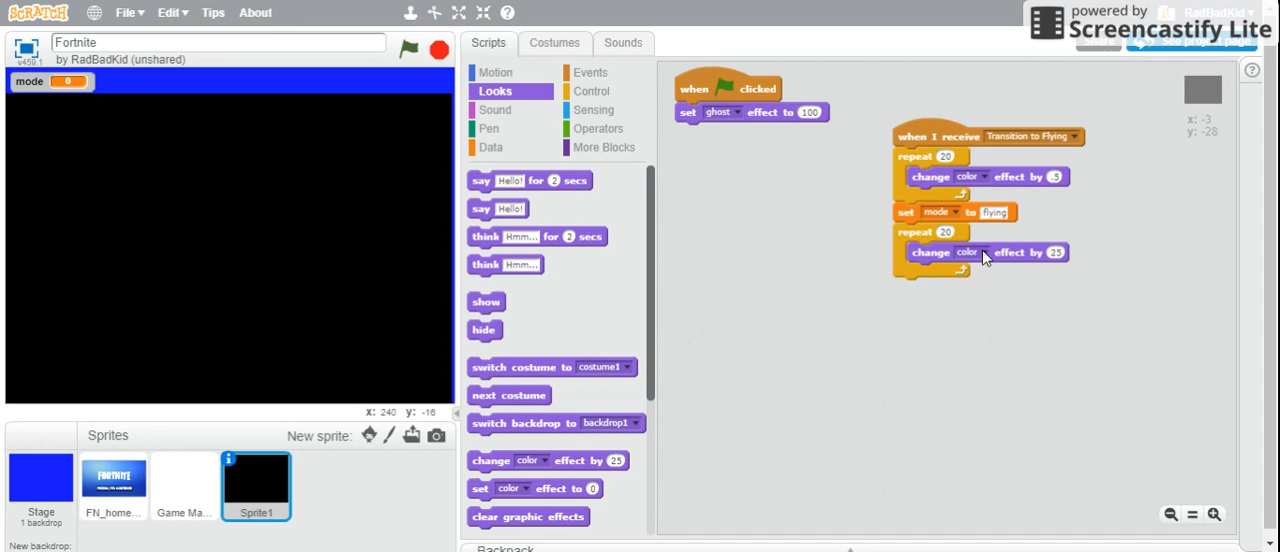 SCRATCH File▾ Edit▾ Tips About
powered by
Screencastify Lite
RadBadKid
Fortnite
by RadBadKid (unshared)
v459.1
mode 0
x: 240 y: -16
Sprites New sprite:
Stage
1 backdrop
New backdrop:
FORTNITE
FN_home...
Game Ma...
Sprite1
Scripts Costumes Sounds
Motion Events
Looks Control
Sound Sensing
Pen Operators
Data More Blocks
say Hello! for 2 secs
say Hello!
think Hmm... for 2 secs
think Hmm...
show
hide
switch costume to costume1
next costume
switch backdrop to backdrop1
change color effect by 25
set color effect to 0
clear graphic effects
when clicked
set ghost effect to 100
when I receive Transition to Flying
repeat 20
change color effect by .5
set mode to flying
repeat 20
change color effect by 25
x: -3
y: -28
Backpack